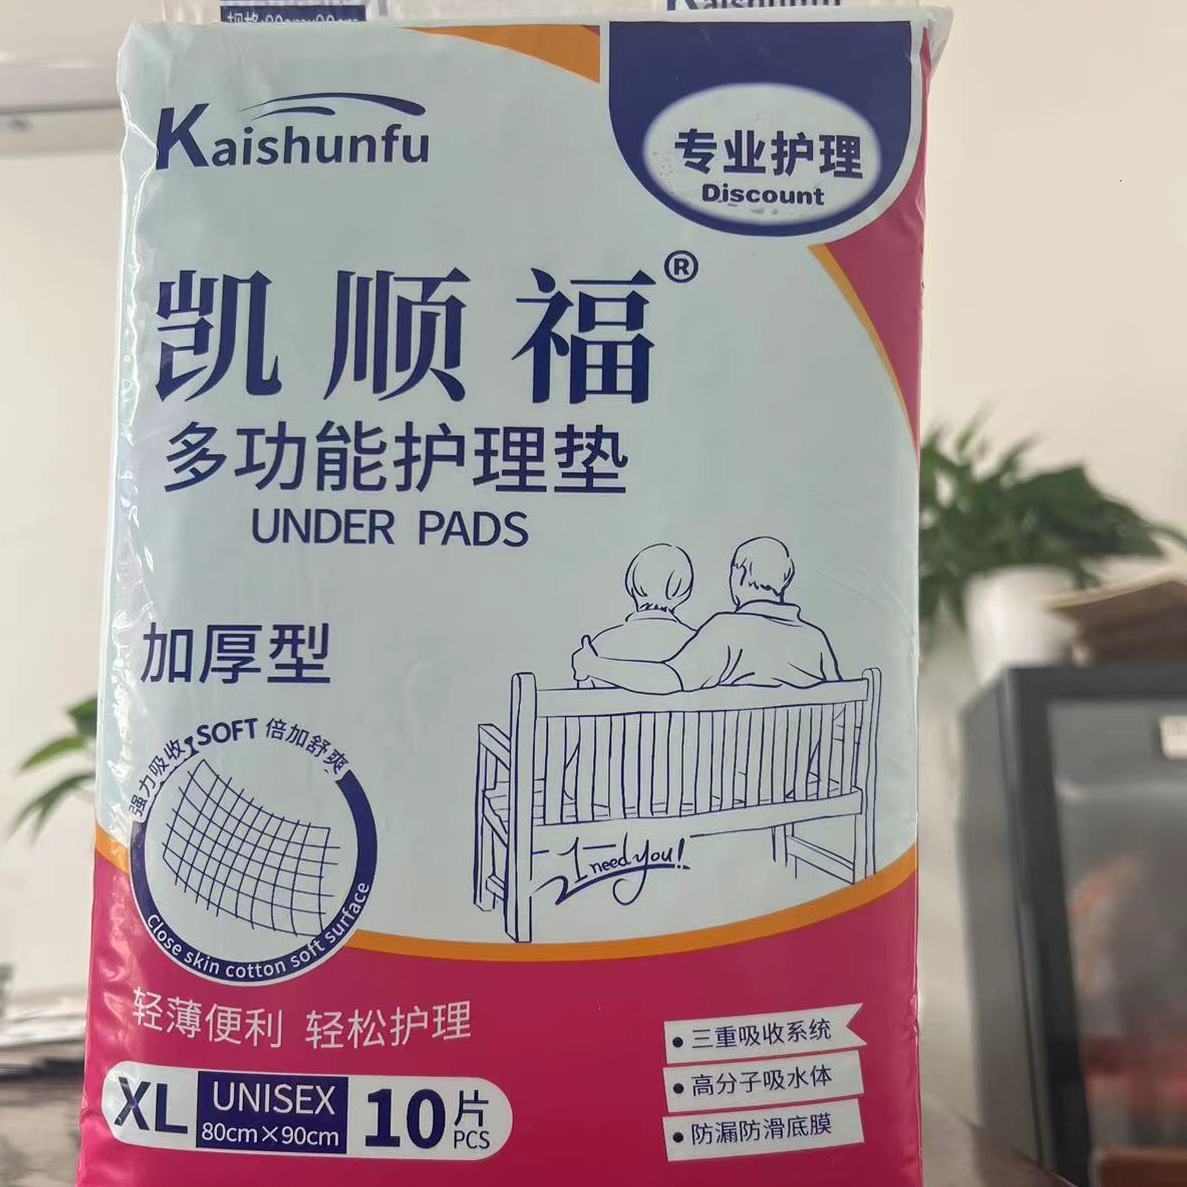 Kaishunfu
专业护理
Discount
凯顺福®
多功能护理垫
UNDER PADS
加厚型
强力吸收 SOFT 倍加舒爽
Close skin cotton soft surface
I need you!
轻薄便利 轻松护理
XL UNISEX 80cm×90cm 10片 PCS
• 三重吸收系统
• 高分子吸水体
• 防漏防滑底膜